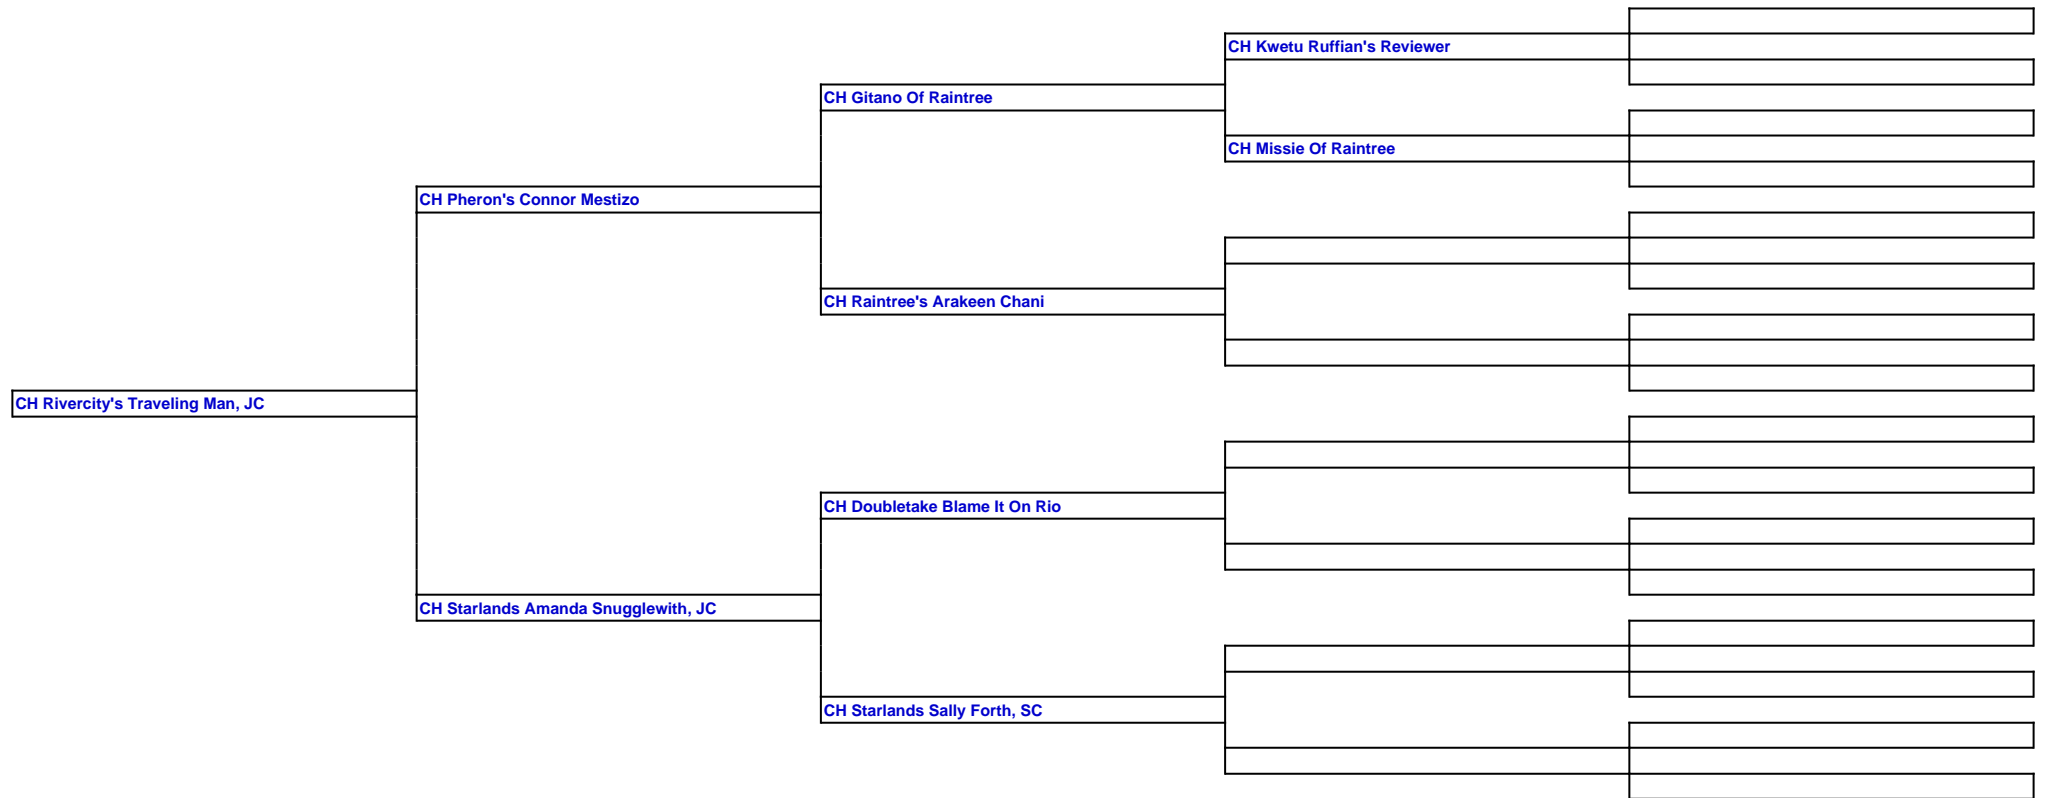 CH Kwetu Ruffian's Reviewer
CH Gitano Of Raintree
CH Missie Of Raintree
CH Pheron's Connor Mestizo
CH Raintree's Arakeen Chani
CH Rivercity's Traveling Man, JC
CH Doubletake Blame It On Rio
CH Starlands Amanda Snugglewith, JC
CH Starlands Sally Forth, SC